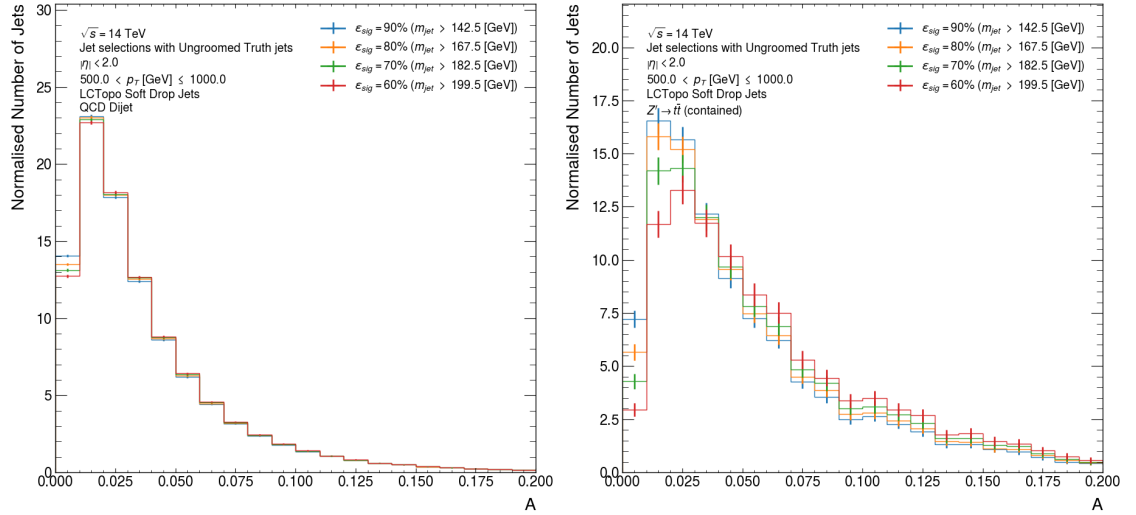 √s = 14 TeV
Jet selections with Ungroomed Truth jets
|η| < 2.0
500.0 < p_T [GeV] ≤ 1000.0
LCTopo Soft Drop Jets
QCD Dijet
ε_sig = 90% (m_jet > 142.5 [GeV])
ε_sig = 80% (m_jet > 167.5 [GeV])
ε_sig = 70% (m_jet > 182.5 [GeV])
ε_sig = 60% (m_jet > 199.5 [GeV])
Normalised Number of Jets
30
25
20
15
10
5
0
0.000 0.025 0.050 0.075 0.100 0.125 0.150 0.175 0.200
A
√s = 14 TeV
Jet selections with Ungroomed Truth jets
|η| < 2.0
500.0 < p_T [GeV] ≤ 1000.0
LCTopo Soft Drop Jets
Z' → tt̄ (contained)
ε_sig = 90% (m_jet > 142.5 [GeV])
ε_sig = 80% (m_jet > 167.5 [GeV])
ε_sig = 70% (m_jet > 182.5 [GeV])
ε_sig = 60% (m_jet > 199.5 [GeV])
Normalised Number of Jets
20.0
17.5
15.0
12.5
10.0
7.5
5.0
2.5
0.0
0.000 0.025 0.050 0.075 0.100 0.125 0.150 0.175 0.200
A